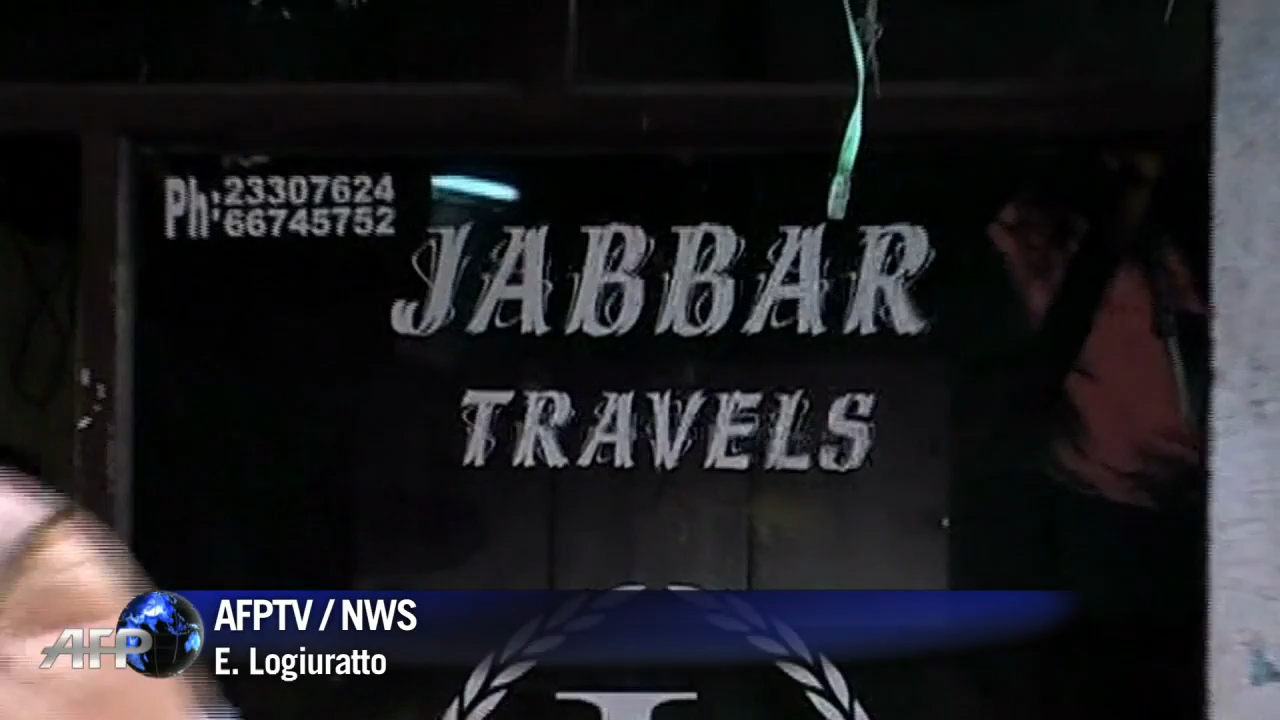 Ph: 23307624
66745752
JABBAR
TRAVELS
AFPTV / NWS
AFP
E. Logiuratto